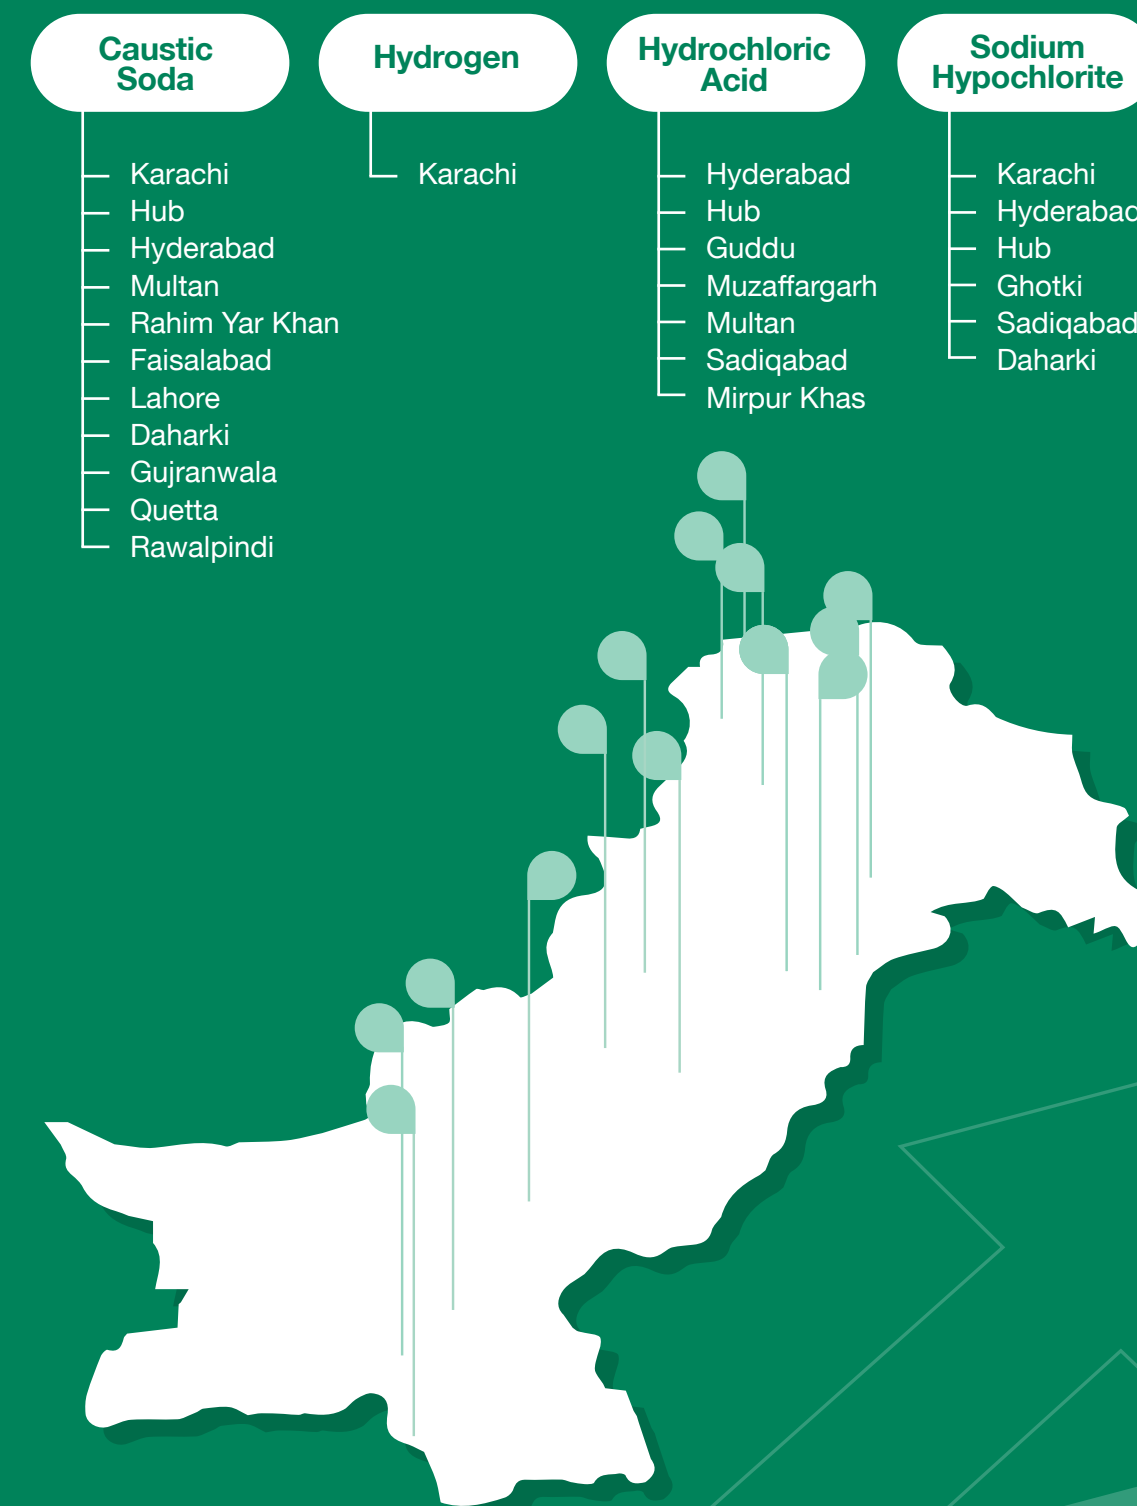 Caustic
Soda
Karachi
Hub
Hyderabad
Multan
Rahim Yar Khan
Faisalabad
Lahore
Daharki
Gujranwala
Quetta
Rawalpindi
Hydrogen
Karachi
Hydrochloric
Acid
Hyderabad
Hub
Guddu
Muzaffargarh
Multan
Sadiqabad
Mirpur Khas
Sodium
Hypochlorite
Karachi
Hyderabad
Hub
Ghotki
Sadiqabad
Daharki